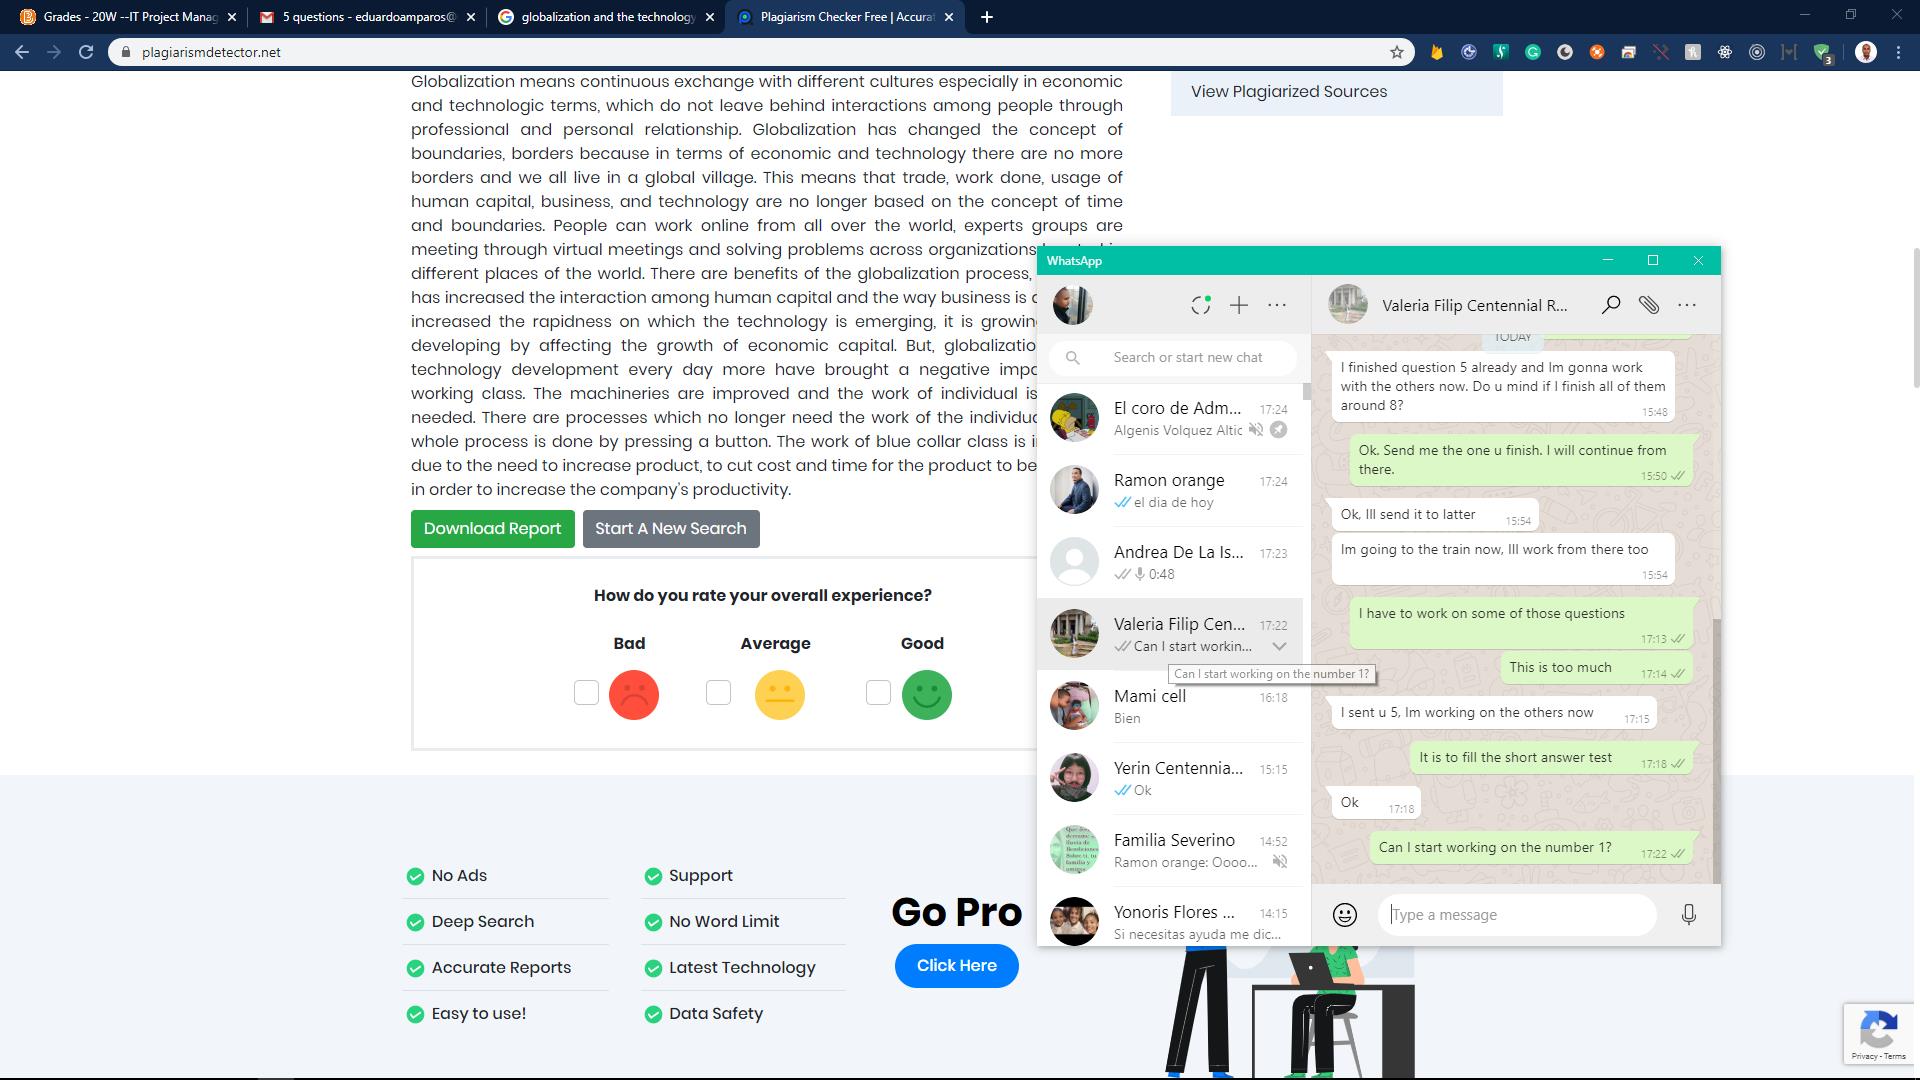 Grades - 20W --IT Project Manag
5 questions - eduardoamparos@
globalization and the technology
Plagiarism Checker Free | Accurat
plagiarismdetector.net
3
Globalization means continuous exchange with different cultures especially in economic
and technologic terms, which do not leave behind interactions among people through
professional and personal relationship. Globalization has changed the concept of
boundaries, borders because in terms of economic and technology there are no more
borders and we all live in a global village. This means that trade, work done, usage of
human capital, business, and technology are no longer based on the concept of time
and boundaries. People can work online from all over the world, experts groups are
meeting through virtual meetings and solving problems across organizations
different places of the world. There are benefits of the globalization process,
has increased the interaction among human capital and the way business is
increased the rapidness on which the technology is emerging, it is
developing by affecting the growth of economic capital. But,
technology development every day more have brought a negative
working class. The machineries are improved and the work of individual is
needed. There are processes which no longer need the work of the
whole process is done by pressing a button. The work of blue collar class is
due to the need to increase product, to cut cost and time for the product to be
in order to increase the company's productivity.
Download Report
Start A New Search
How do you rate your overall experience?
Bad
Average
Good
View Plagiarized Sources
No Ads
Support
Deep Search
No Word Limit
Accurate Reports
Latest Technology
Easy to use!
Data Safety
Go Pro
Click Here
WhatsApp
Search or start new chat
El coro de Adm... 17:24
Algenis Volquez Altic
Ramon orange 17:24
el dia de hoy
Andrea De La Is... 17:23
0:48
Valeria Filip Cen... 17:22
Can I start workin...
Can I start working on the number 1?
Mami cell 16:18
Bien
Yerin Centennia... 15:15
Ok
Familia Severino 14:52
Ramon orange: Oooo...
Yonoris Flores ... 14:15
Si necesitas ayuda me dic...
Valeria Filip Centennial R...
TODAY
I finished question 5 already and Im gonna work
with the others now. Do u mind if I finish all of them
around 8?
15:48
Ok. Send me the one u finish. I will continue from
there.
15:50
Ok, Ill send it to latter 15:54
Im going to the train now, Ill work from there too
15:54
I have to work on some of those questions
17:13
This is too much 17:14
I sent u 5, Im working on the others now 17:15
It is to fill the short answer test 17:18
Ok 17:18
Can I start working on the number 1? 17:22
Type a message
Privacy - Terms